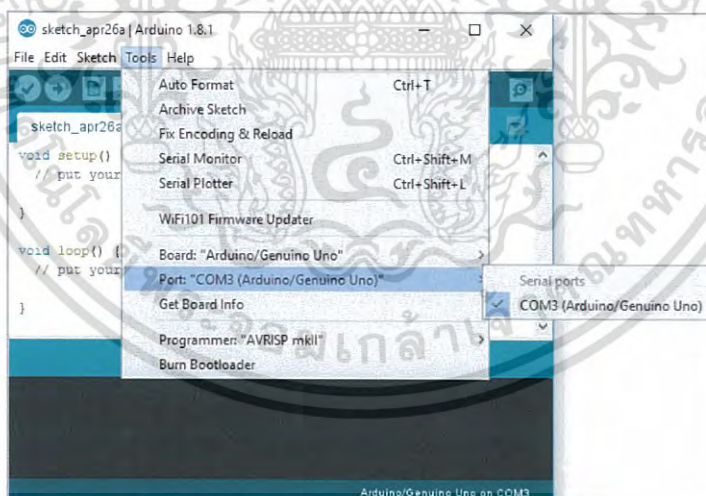 sketch_apr26a | Arduino 1.8.1
File Edit Sketch Tools Help
sketch_apr26a
void setup()
// put your
}
void loop() {
// put your
}
Auto Format Ctrl+T
Archive Sketch
Fix Encoding & Reload
Serial Monitor Ctrl+Shift+M
Serial Plotter Ctrl+Shift+L
WiFi101 Firmware Updater
Board: "Arduino/Genuino Uno"
Port: "COM3 (Arduino/Genuino Uno)"
Get Board Info
Programmer: "AVRISP mkII"
Burn Bootloader
Serial ports
COM3 (Arduino/Genuino Uno)
Arduino/Genuino Uno on COM3